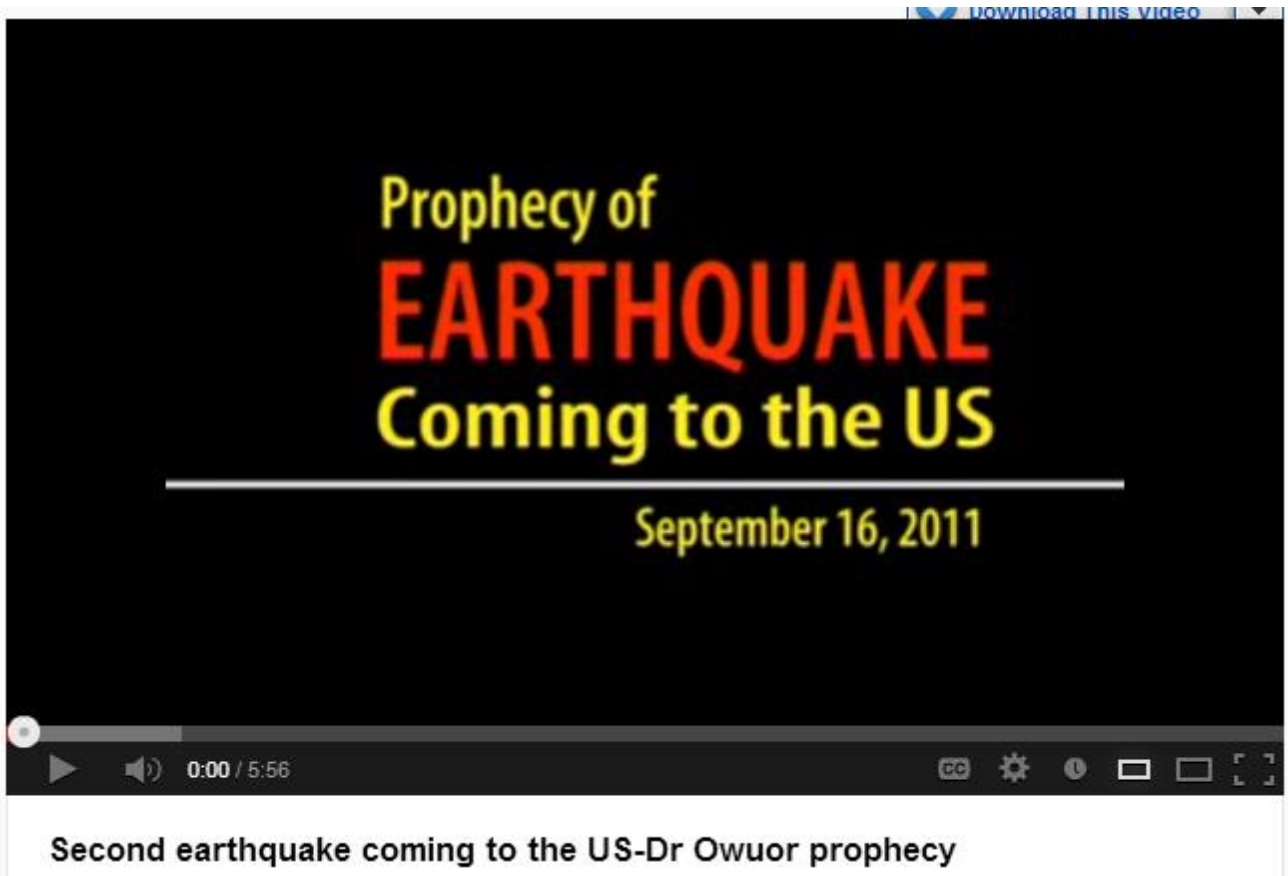 Download This Video
Prophecy of
EARTHQUAKE
Coming to the US
September 16, 2011
0:00 / 5:56
CC
Second earthquake coming to the US-Dr Owuor prophecy